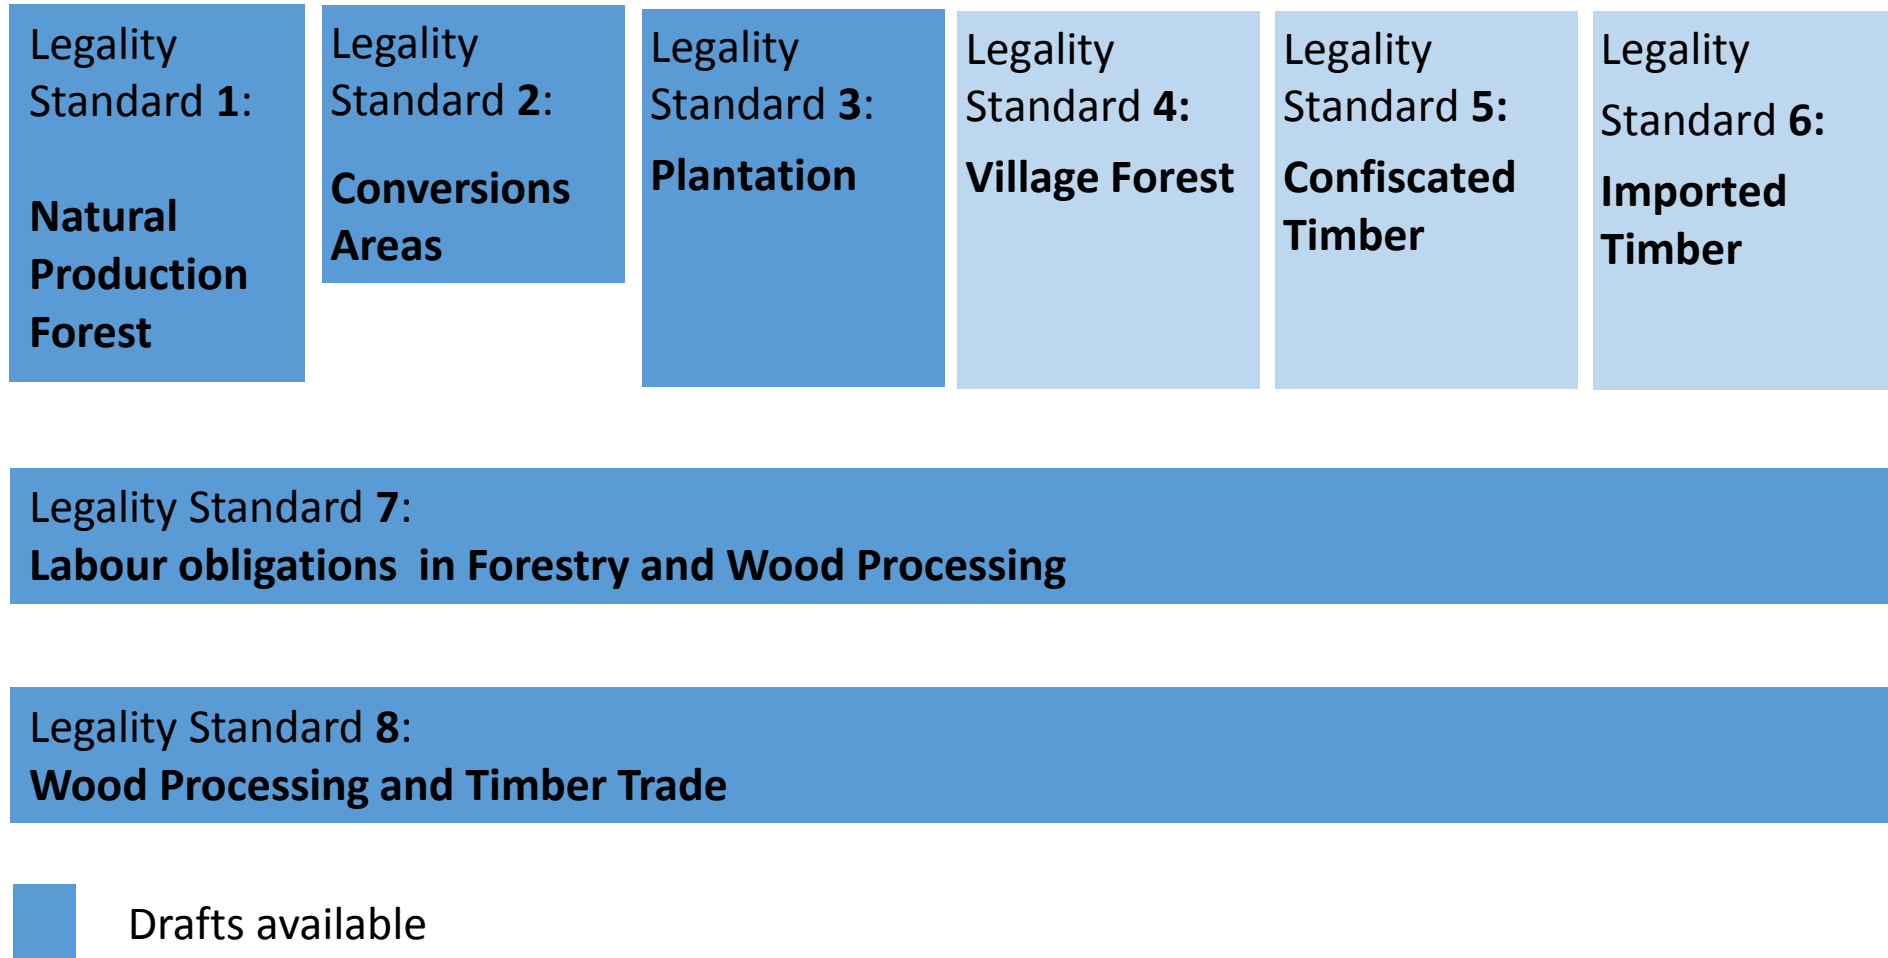 Legality
Standard 1:
Natural
Production
Forest
Legality
Standard 2:
Conversions
Areas
Legality
Standard 3:
Plantation
Legality
Standard 4:
Village Forest
Legality
Standard 5:
Confiscated
Timber
Legality
Standard 6:
Imported
Timber
Legality Standard 7:
Labour obligations  in Forestry and Wood Processing
Legality Standard 8:
Wood Processing and Timber Trade
Drafts available